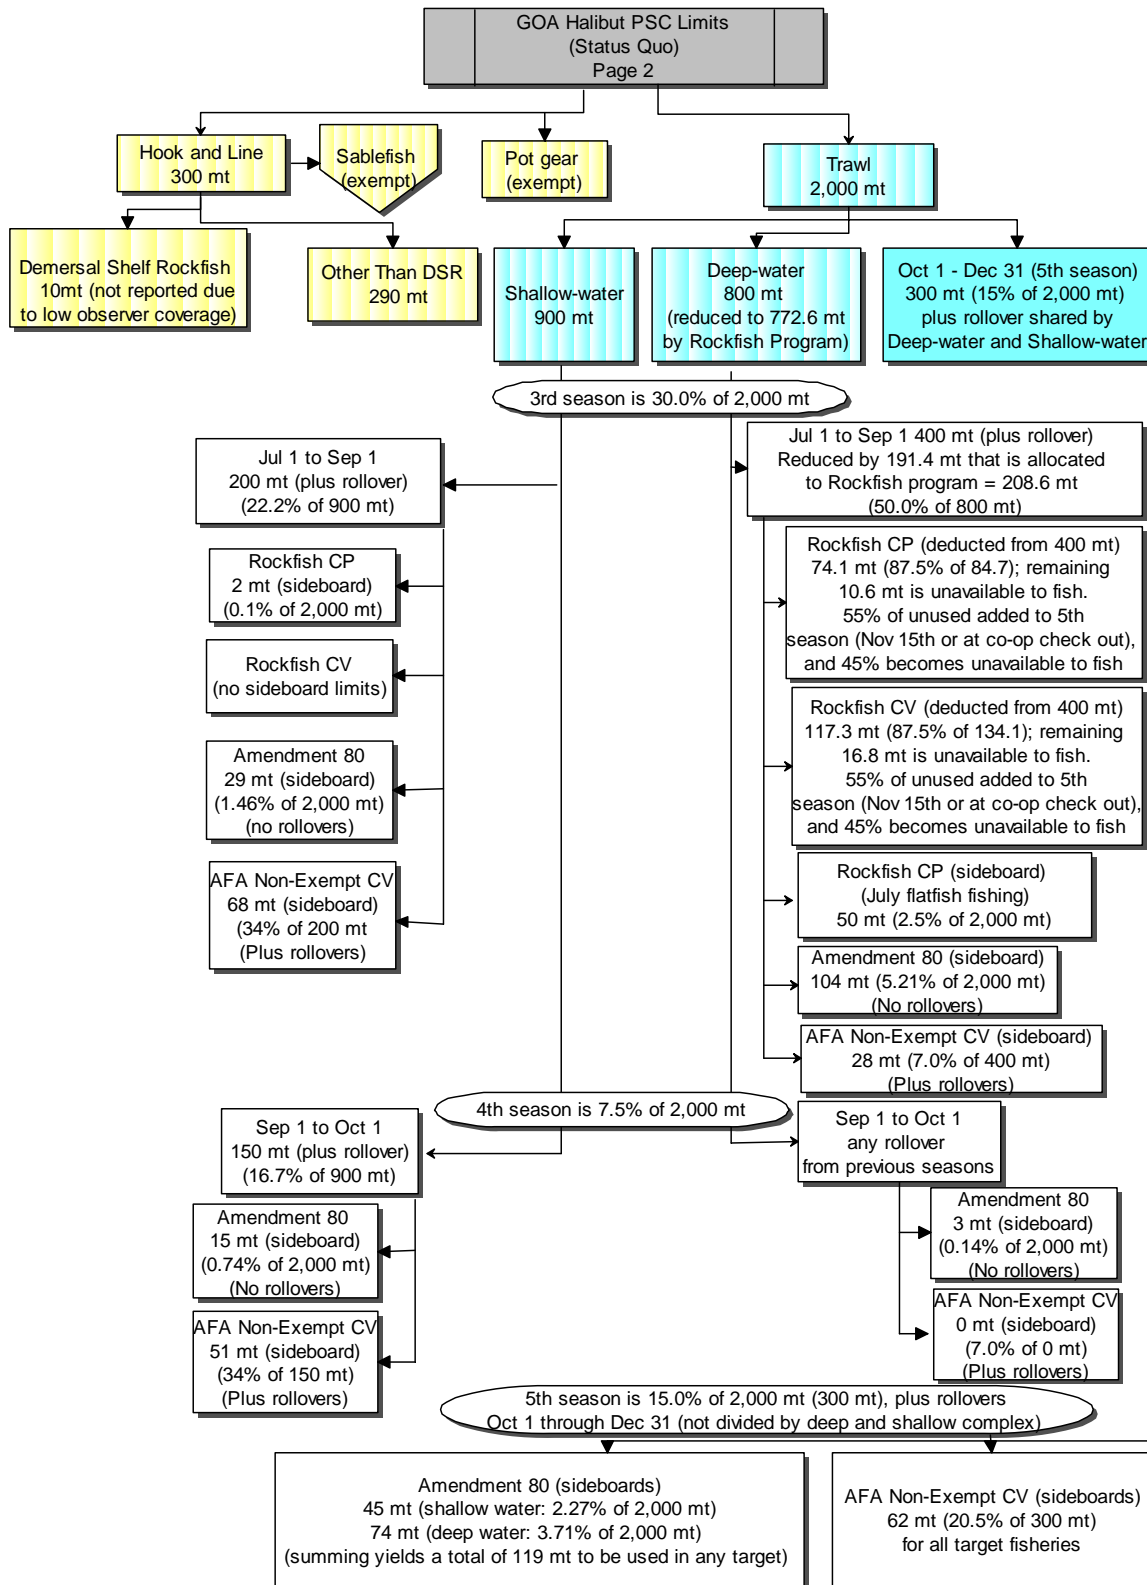 GOA Halibut PSC Limits
(Status Quo)
Page 2
Hook and Line
300 mt
Sablefish
(exempt)
Pot gear
(exempt)
Trawl
2,000 mt
Demersal Shelf Rockfish
10mt (not reported due
to low observer coverage)
Other Than DSR
290 mt
Shallow-water
900 mt
Deep-water
800 mt
(reduced to 772.6 mt
by Rockfish Program)
Oct 1 - Dec 31 (5th season)
300 mt (15% of 2,000 mt)
plus rollover shared by
Deep-water and Shallow-water
3rd season is 30.0% of 2,000 mt
Jul 1 to Sep 1
200 mt (plus rollover)
(22.2% of 900 mt)
Jul 1 to Sep 1 400 mt (plus rollover)
Reduced by 191.4 mt that is allocated
to Rockfish program = 208.6 mt
(50.0% of 800 mt)
Rockfish CP
2 mt (sideboard)
(0.1% of 2,000 mt)
Rockfish CV
(no sideboard limits)
Amendment 80
29 mt (sideboard)
(1.46% of 2,000 mt)
(no rollovers)
AFA Non-Exempt CV
68 mt (sideboard)
(34% of 200 mt
(Plus rollovers)
Rockfish CP (deducted from 400 mt)
74.1 mt (87.5% of 84.7); remaining
10.6 mt is unavailable to fish.
55% of unused added to 5th
season (Nov 15th or at co-op check out),
and 45% becomes unavailable to fish
Rockfish CV (deducted from 400 mt)
117.3 mt (87.5% of 134.1); remaining
16.8 mt is unavailable to fish.
55% of unused added to 5th
season (Nov 15th or at co-op check out),
and 45% becomes unavailable to fish
Rockfish CP (sideboard)
(July flatfish fishing)
50 mt (2.5% of 2,000 mt)
Amendment 80 (sideboard)
104 mt (5.21% of 2,000 mt)
(No rollovers)
AFA Non-Exempt CV (sideboard)
28 mt (7.0% of 400 mt)
(Plus rollovers)
4th season is 7.5% of 2,000 mt
Sep 1 to Oct 1
150 mt (plus rollover)
(16.7% of 900 mt)
Sep 1 to Oct 1
any rollover
from previous seasons
Amendment 80
15 mt (sideboard)
(0.74% of 2,000 mt)
(No rollovers)
AFA Non-Exempt CV
51 mt (sideboard)
(34% of 150 mt)
(Plus rollovers)
Amendment 80
3 mt (sideboard)
(0.14% of 2,000 mt)
(No rollovers)
AFA Non-Exempt CV
0 mt (sideboard)
(7.0% of 0 mt)
(Plus rollovers)
5th season is 15.0% of 2,000 mt (300 mt), plus rollovers
Oct 1 through Dec 31 (not divided by deep and shallow complex)
Amendment 80 (sideboards)
45 mt (shallow water: 2.27% of 2,000 mt)
74 mt (deep water: 3.71% of 2,000 mt)
(summing yields a total of 119 mt to be used in any target)
AFA Non-Exempt CV (sideboards)
62 mt (20.5% of 300 mt)
for all target fisheries